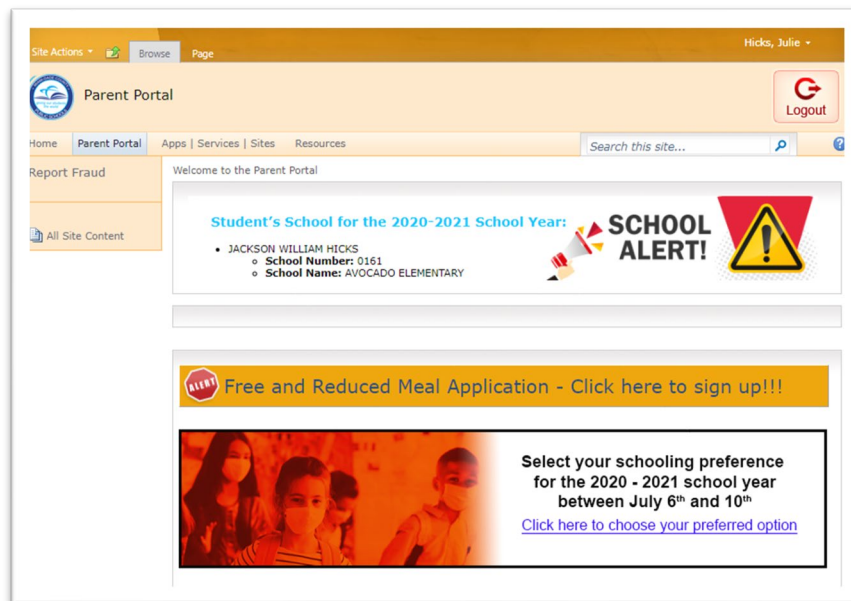 Hicks, Julie
Site Actions
Browse
Page
Parent Portal
Logout
Home
Parent Portal
Apps | Services | Sites
Resources
Search this site...
Report Fraud
All Site Content
Welcome to the Parent Portal
Student's School for the 2020-2021 School Year:
JACKSON WILLIAM HICKS
School Number: 0161
School Name: AVOCADO ELEMENTARY
SCHOOL
ALERT!
ALERT
Free and Reduced Meal Application - Click here to sign up!!!
Select your schooling preference
for the 2020 - 2021 school year
between July 6th and 10th
Click here to choose your preferred option